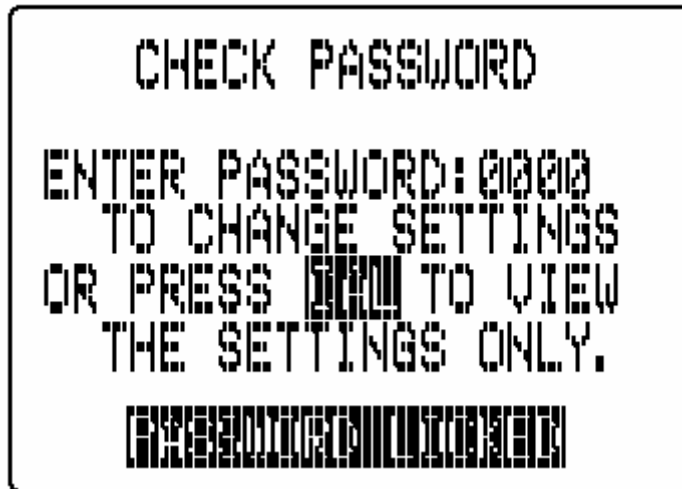 CHECK PASSWORD
ENTER PASSWORD:0000
TO CHANGE SETTINGS
OR PRESS TO VIEW
THE SETTINGS ONLY.